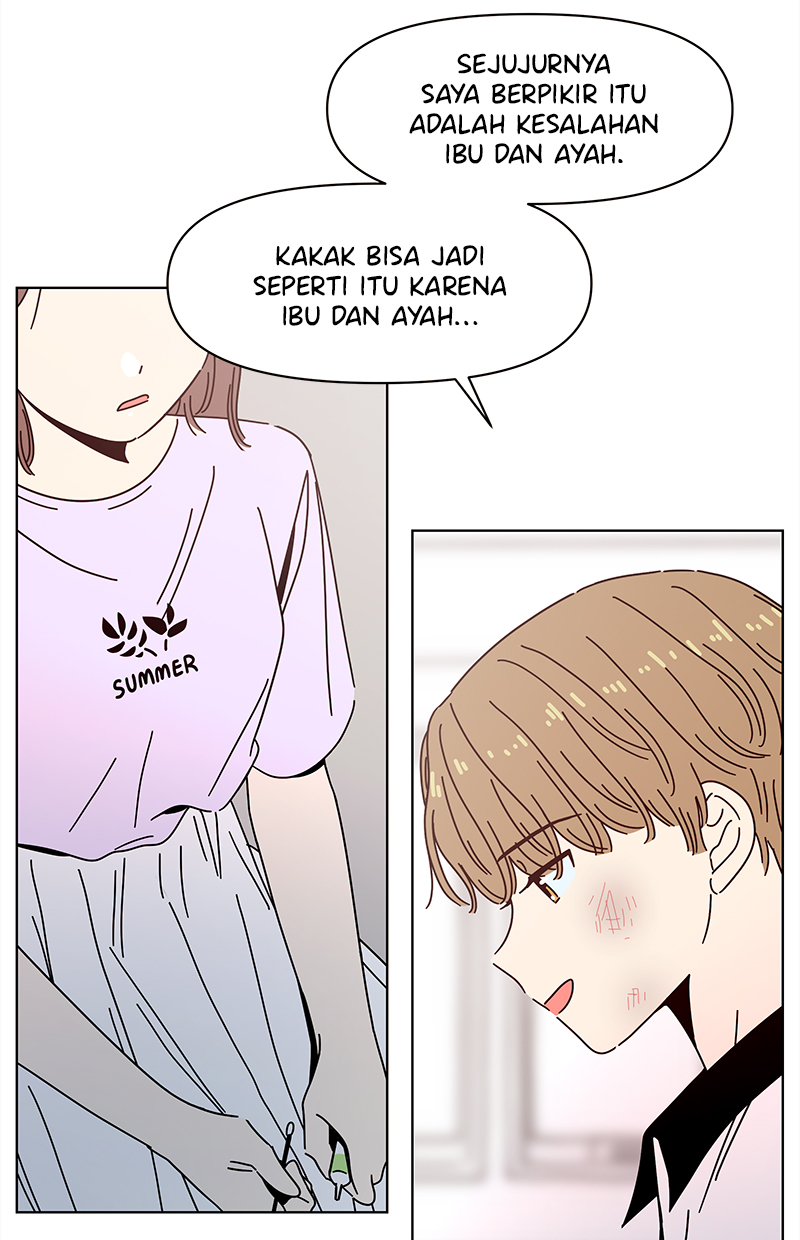 SEJUJURNYA
SAYA BERPIKIR ITU
ADALAH KESALAHAN
IBU DAN AYAH.
KAKAK BISA JADI
SEPERTI ITU KARENA
IBU DAN AYAH...
SUMMER